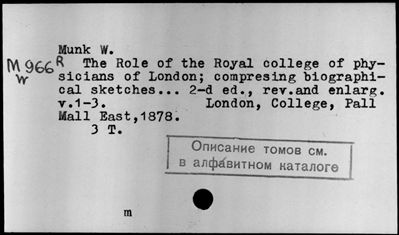 Munk W.
M 966 R The Role of the Royal college of phy-
w sicians of London; compresing biographi-
cal sketches... 2-d ed., rev.and enlarg.
v.1-3. London, College, Pall
Mall East,1878.
3 T.
Описание томов см.
в алфавитном каталоге
m